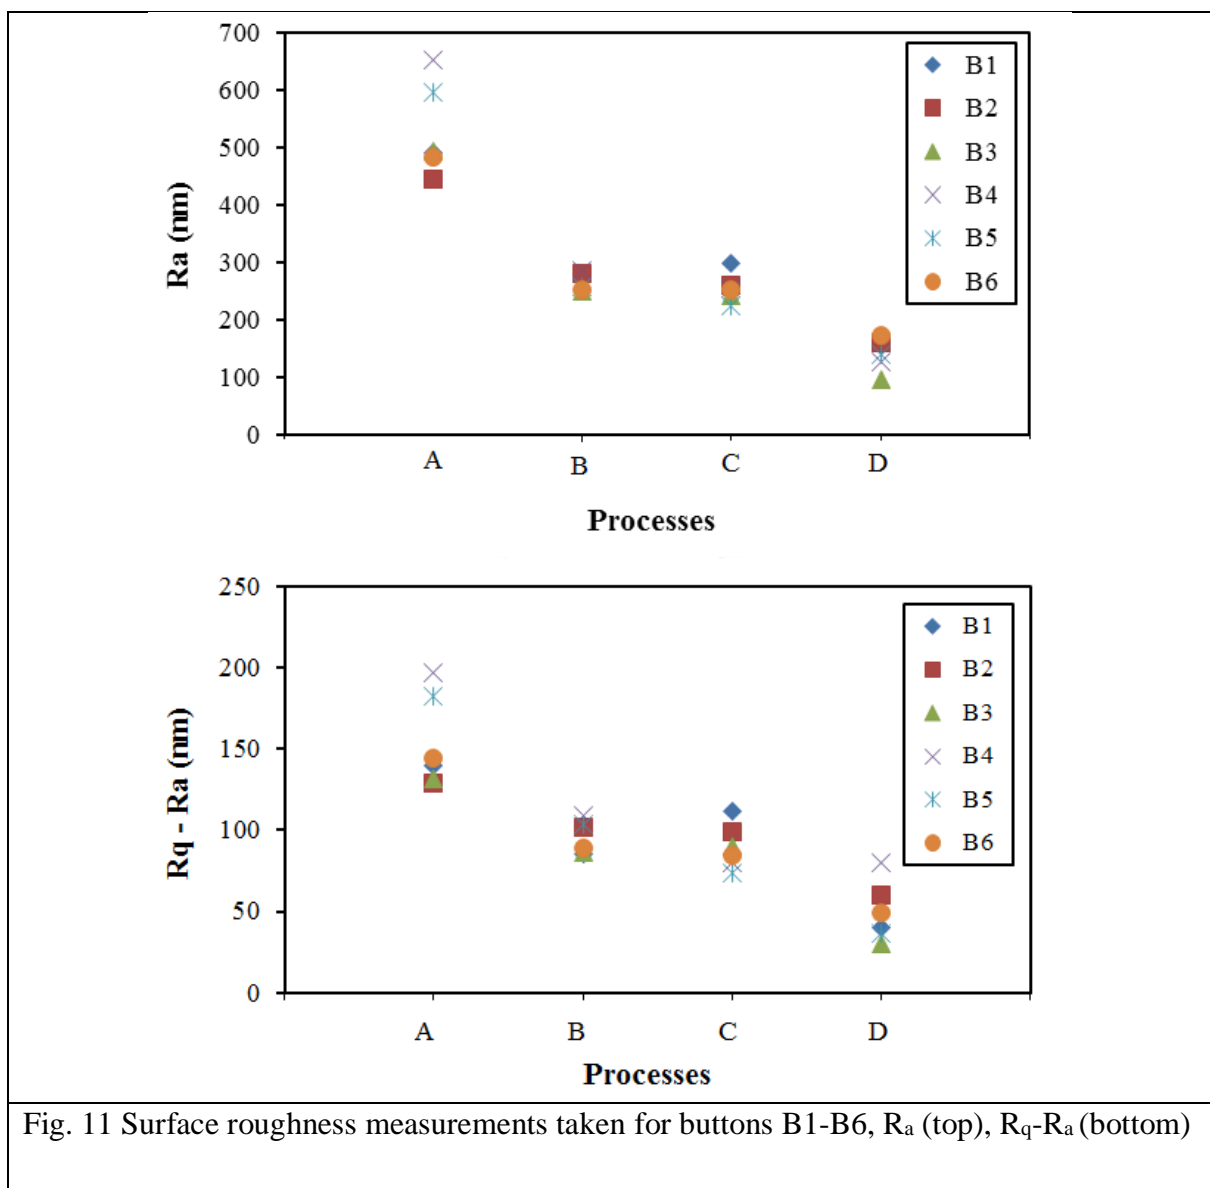 700
600
500
400
300
200
100
0
Ra (nm)
B1
B2
B3
B4
B5
B6
A B C D
Processes
250
200
150
100
50
0
Rq - Ra (nm)
B1
B2
B3
B4
B5
B6
A B C D
Processes
Fig. 11 Surface roughness measurements taken for buttons B1-B6, Ra (top), Rq-Ra (bottom)